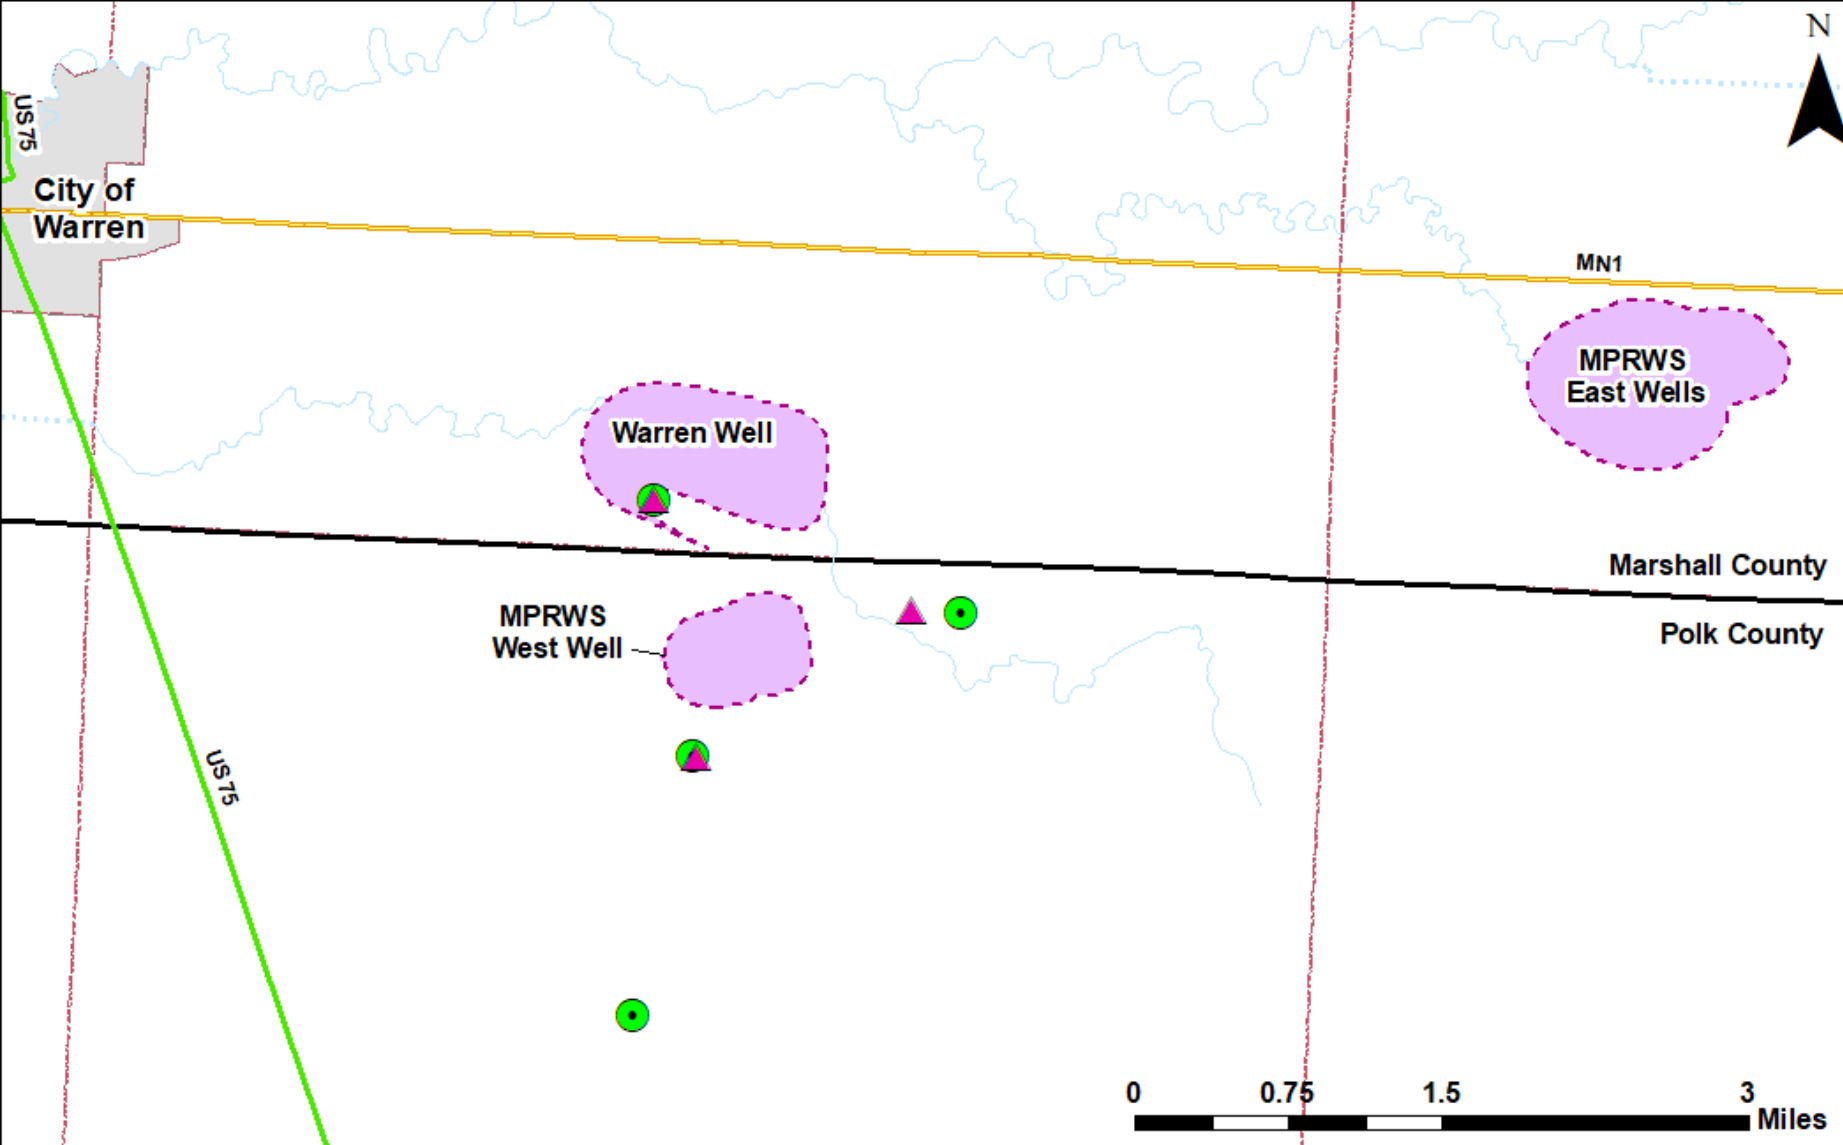 N
US 75
City of
Warren
MN1
MPRWS
East Wells
Warren Well
Marshall County
MPRWS
West Well
Polk County
US 75
0 0.75 1.5 3
Miles